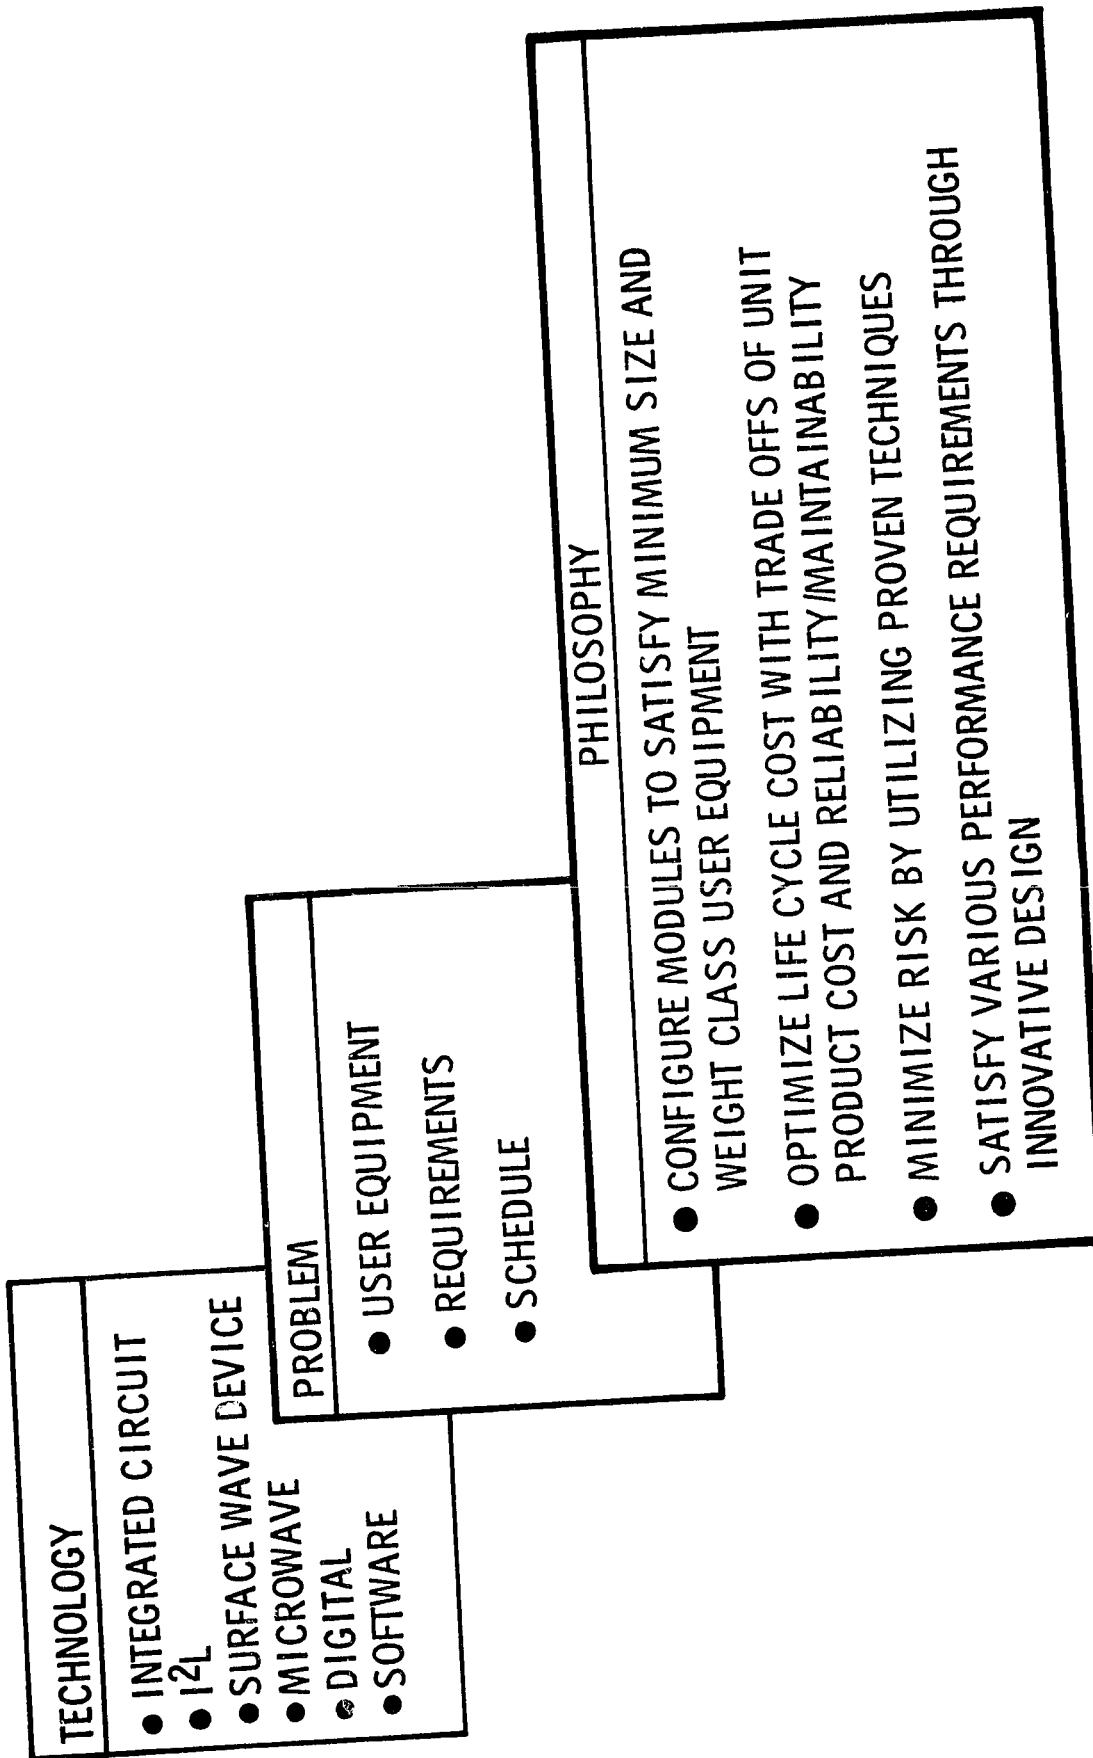 TECHNOLOGY
● INTEGRATED CIRCUIT
● I²L
● SURFACE WAVE DEVICE
● MICROWAVE
● DIGITAL
● SOFTWARE
PROBLEM
● USER EQUIPMENT
● REQUIREMENTS
● SCHEDULE
PHILOSOPHY
● CONFIGURE MODULES TO SATISFY MINIMUM SIZE AND
WEIGHT CLASS USER EQUIPMENT
● OPTIMIZE LIFE CYCLE COST WITH TRADE OFFS OF UNIT
PRODUCT COST AND RELIABILITY/MAINTAINABILITY
● MINIMIZE RISK BY UTILIZING PROVEN TECHNIQUES
● SATISFY VARIOUS PERFORMANCE REQUIREMENTS THROUGH
INNOVATIVE DESIGN